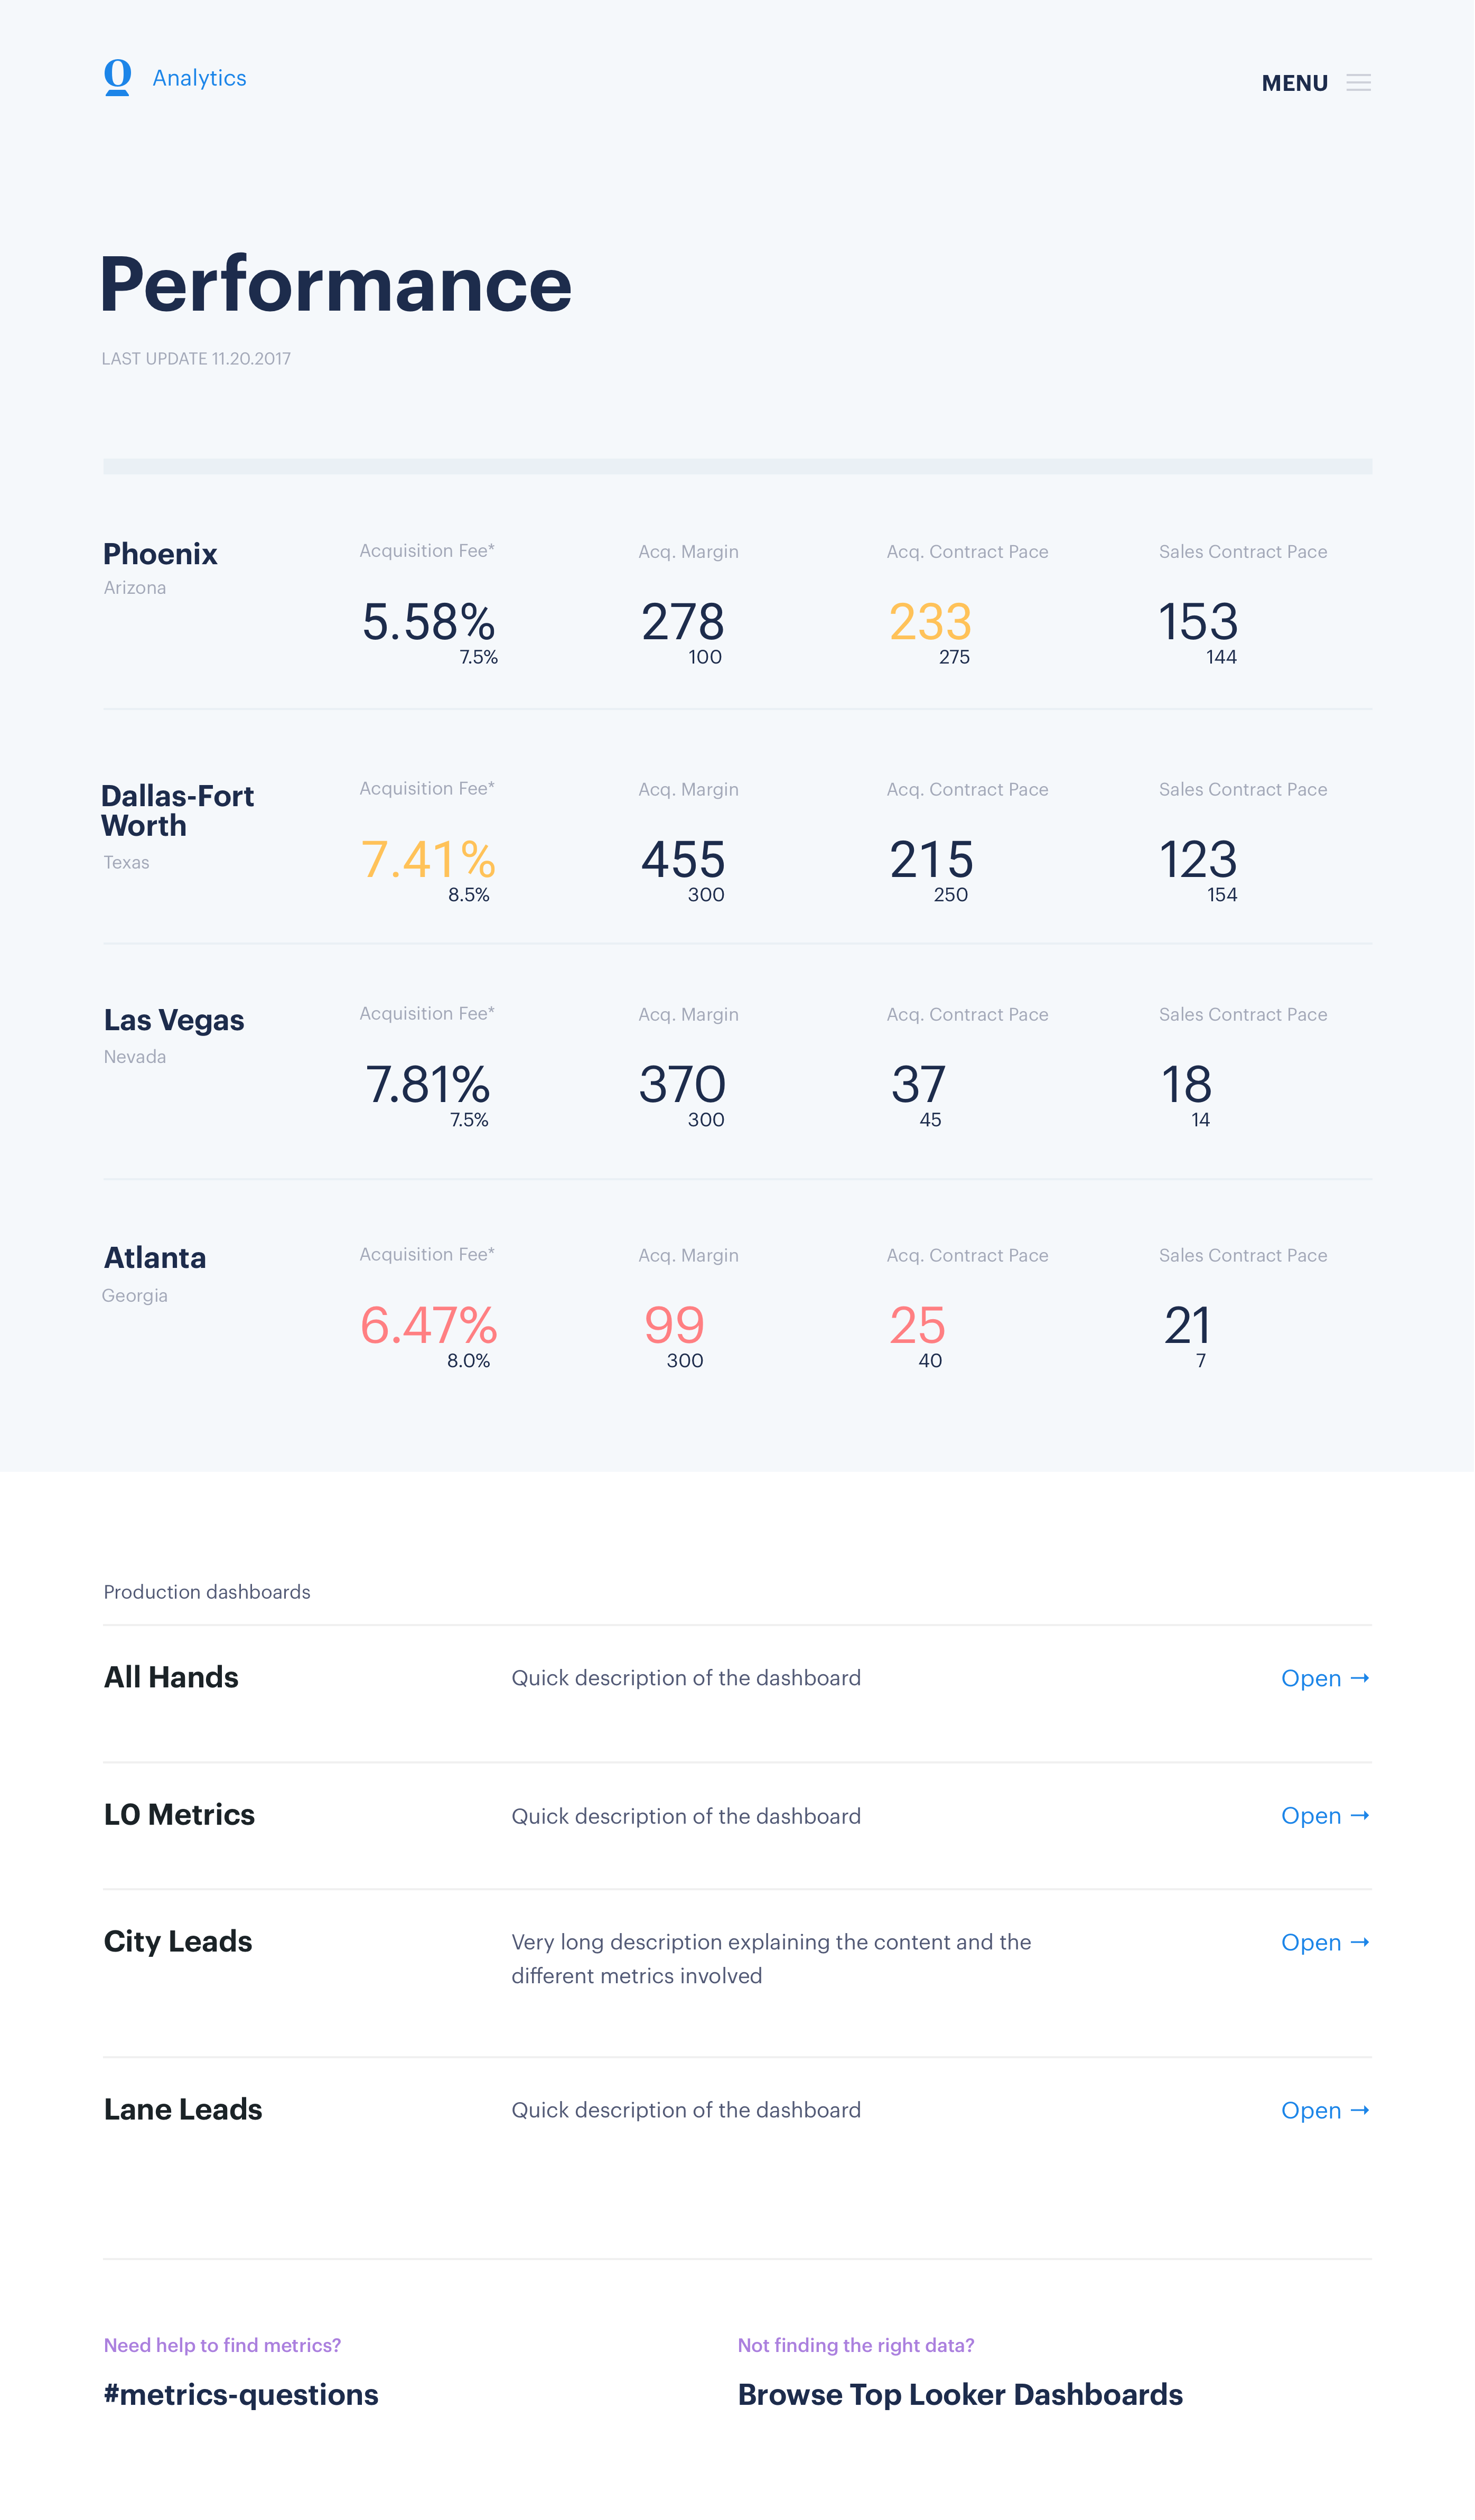 Analytics
MENU
Performance
LAST UPDATE 11.20.2017
Phoenix
Arizona
Acquisition Fee*
5.58%
7.5%
Acq. Margin
278
100
Acq. Contract Pace
233
275
Sales Contract Pace
153
144
Dallas-Fort
Worth
Texas
Acquisition Fee*
7.41%
8.5%
Acq. Margin
455
300
Acq. Contract Pace
215
250
Sales Contract Pace
123
154
Las Vegas
Nevada
Acquisition Fee*
7.81%
7.5%
Acq. Margin
370
300
Acq. Contract Pace
37
45
Sales Contract Pace
18
14
Atlanta
Georgia
Acquisition Fee*
6.47%
8.0%
Acq. Margin
99
300
Acq. Contract Pace
25
40
Sales Contract Pace
21
7
Production dashboards
All Hands
Quick description of the dashboard
Open →
L0 Metrics
Quick description of the dashboard
Open →
City Leads
Very long description explaining the content and the
different metrics involved
Open →
Lane Leads
Quick description of the dashboard
Open →
Need help to find metrics?
#metrics-questions
Not finding the right data?
Browse Top Looker Dashboards